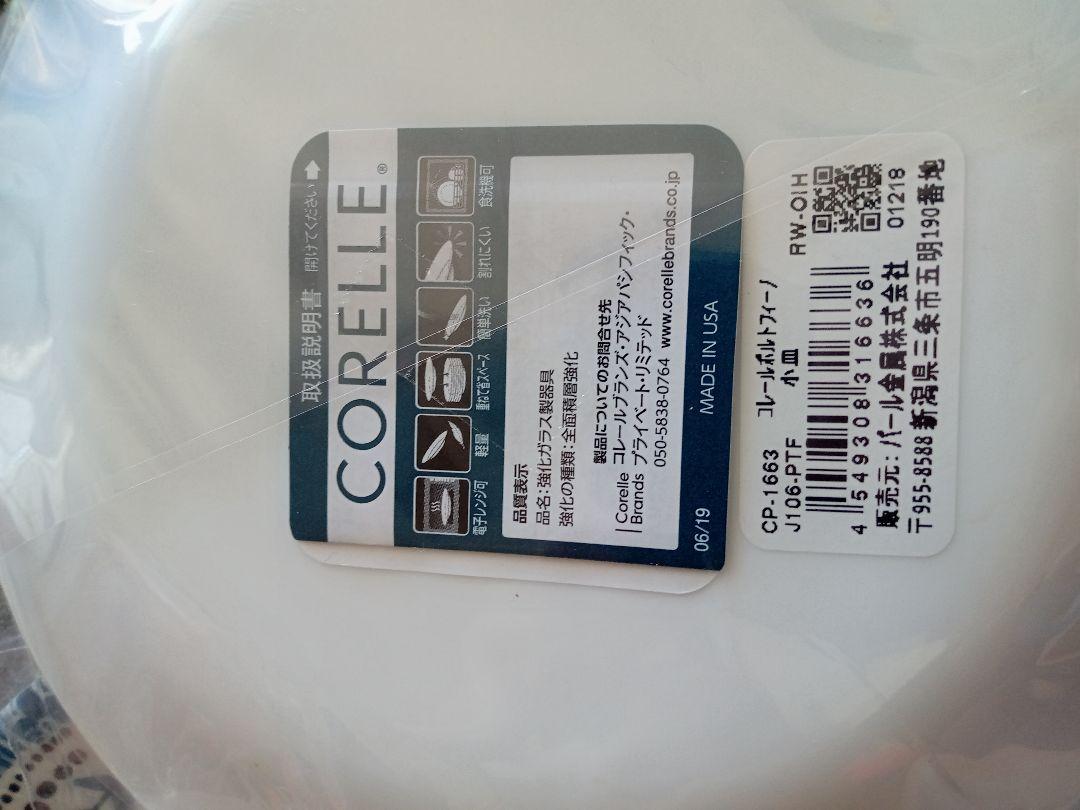 取扱説明書 開けてください
CORELLE®
電子レンジ可
軽量
重ねて省スペース
簡単洗い
割れにくい
食洗機可
品質表示
品名:強化ガラス製器具
強化の種類:全面積層強化
製品についてのお問合せ先
Corelle コレールブランズ・アジアパシフィック・
Brands プライベート・リミテッド
050-5838-0764 www.corellebrands.co.jp
06/19 MADE IN USA
CP-1663 コレールポルトフィーノ RW-OIH
J106-PTF 小皿
4 549308 316636 01218
販売元:パール金属株式会社
〒955-8588 新潟県三条市五明190番地